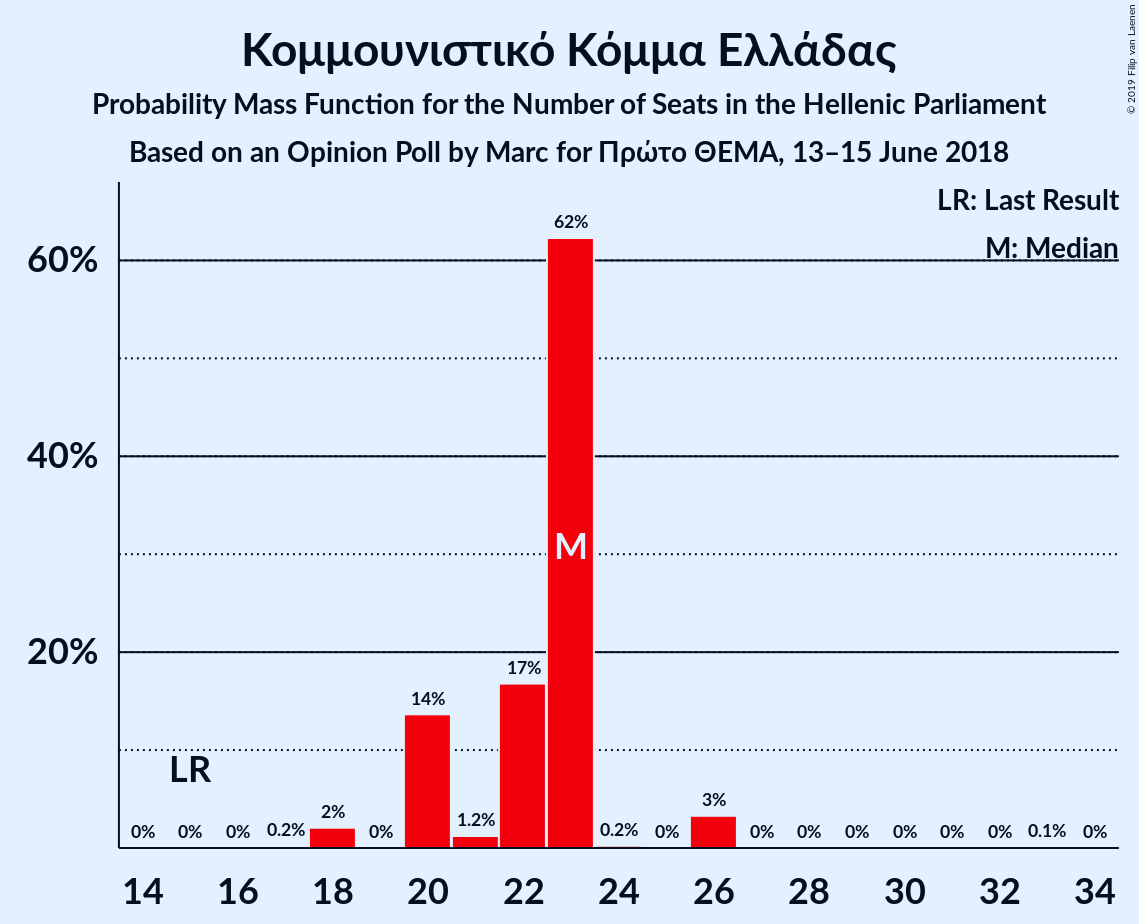 Κομμουνιστικό Κόμμα Ελλάδας
Probability Mass Function for the Number of Seats in the Hellenic Parliament
Based on an Opinion Poll by Marc for Πρώτο ΘΕΜΑ, 13–15 June 2018
© 2019 Filip van Laenen
LR: Last Result
M: Median
60%
40%
20%
62%
M
17%
14%
LR
0% 0% 0% 0.2% 2% 0% 1.2% 0.2% 0% 3% 0% 0% 0% 0% 0% 0% 0.1% 0%
14 16 18 20 22 24 26 28 30 32 34